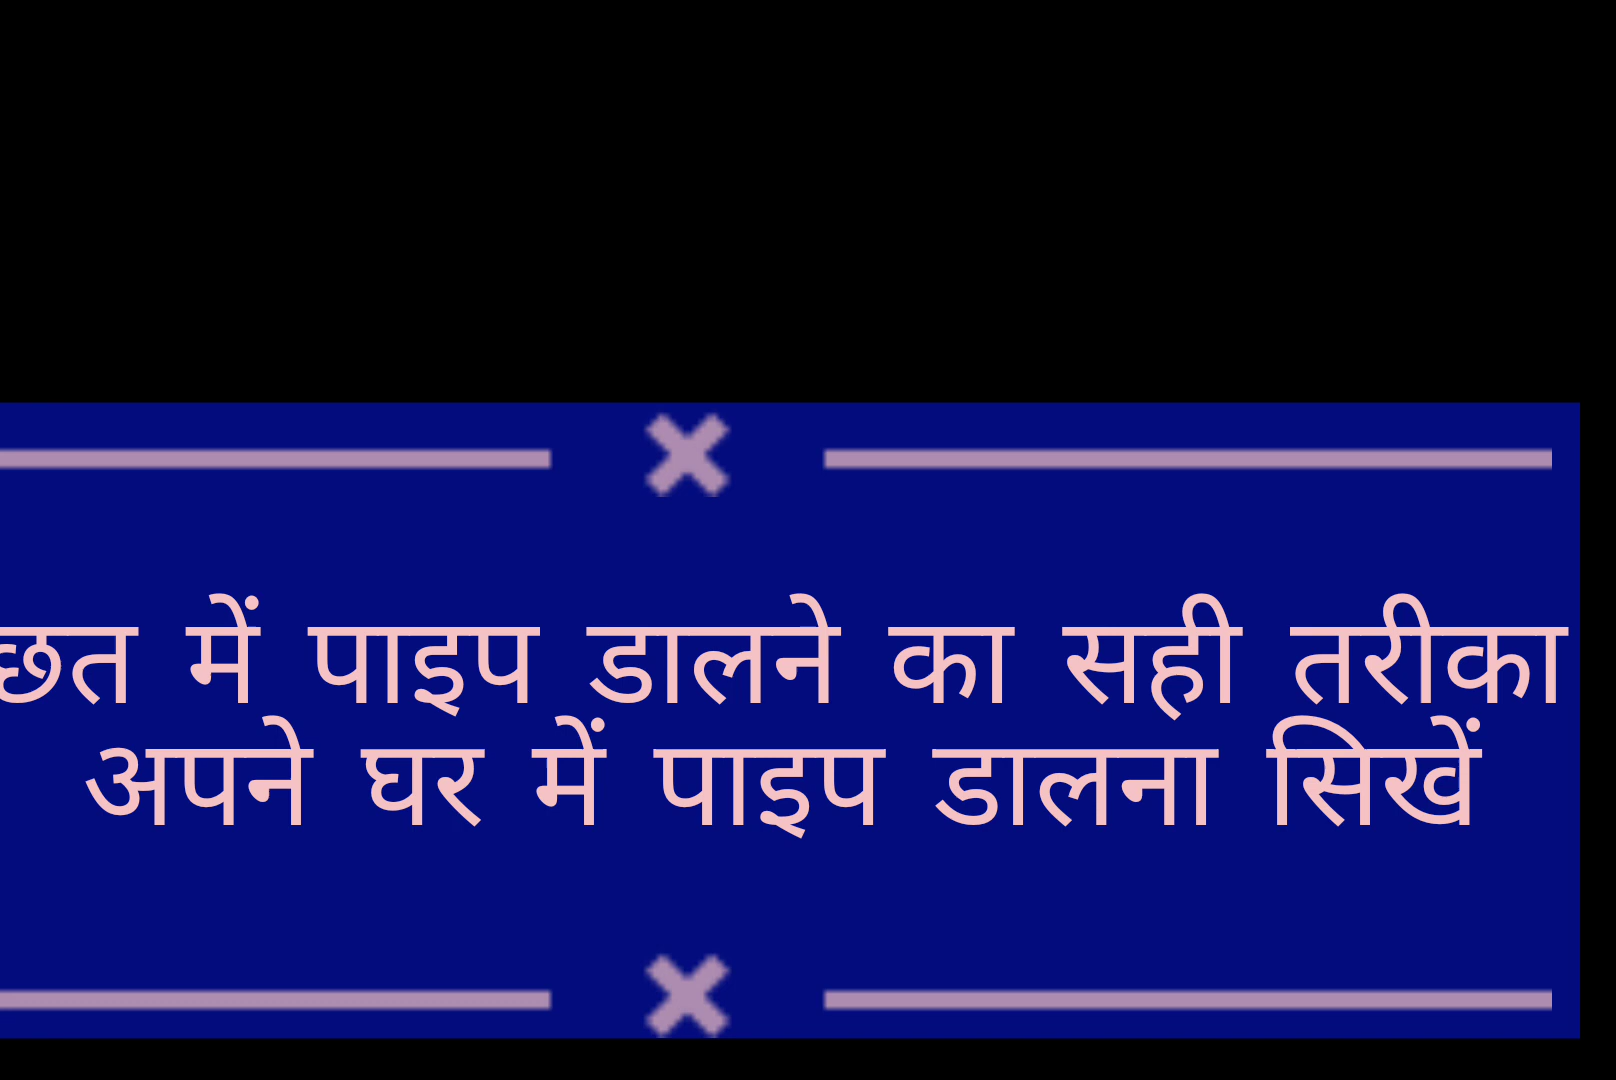 छत में पाइप डालने का सही तरीका
अपने घर में पाइप डालना सिखें